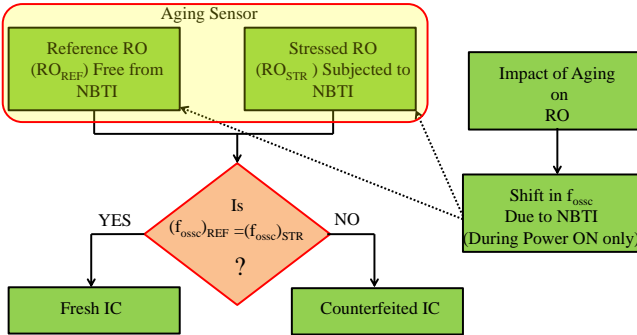 Aging Sensor
Reference RO
(RO_REF) Free from
NBTI
Stressed RO
(RO_STR ) Subjected to
NBTI
Impact of Aging
on
RO
Shift in f_ossc
Due to NBTI
(During Power ON only)
YES
Is
(f_ossc)_REF =(f_ossc)_STR
?
NO
Fresh IC
Counterfeited IC